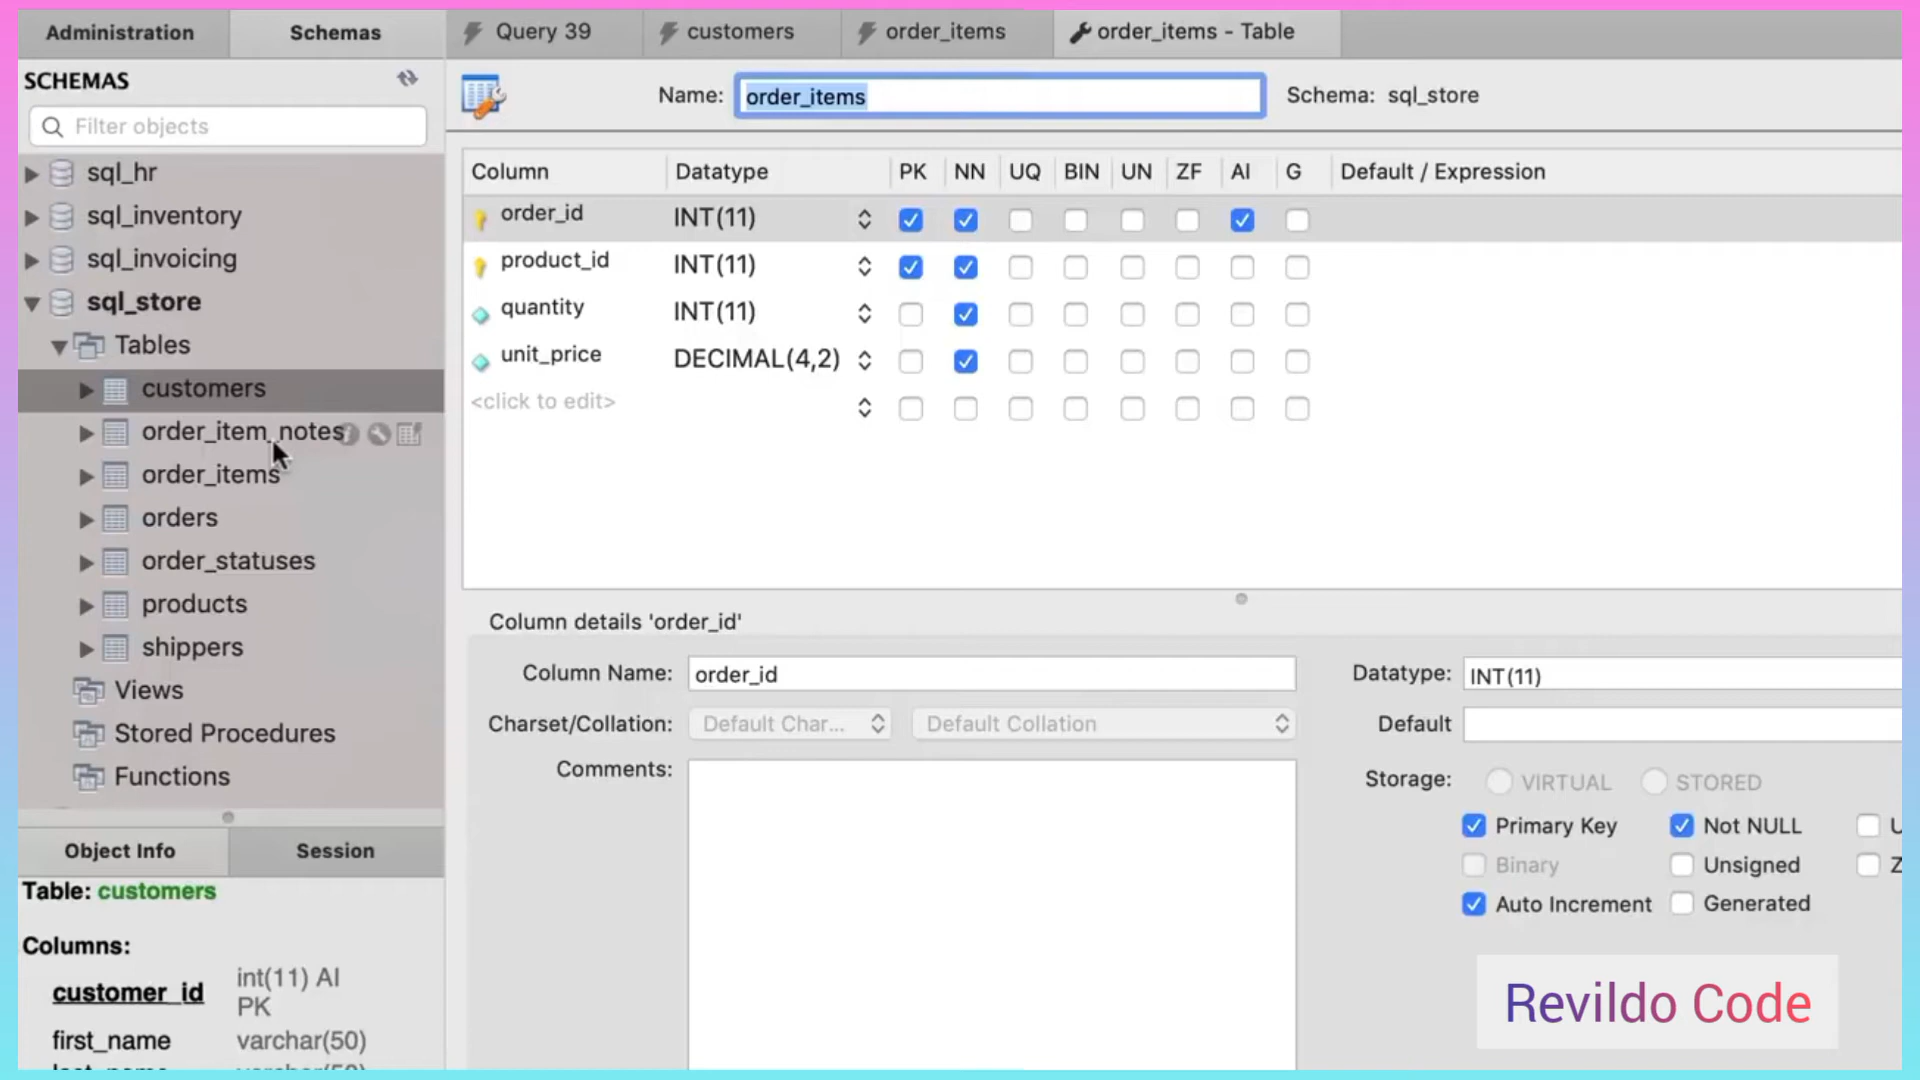 Administration
Schemas
Query 39
customers
order_items
order_items - Table
SCHEMAS
Filter objects
Name: order_items
Schema: sql_store
sql_hr
sql_inventory
sql_invoicing
sql_store
Tables
customers
order_item_notes
order_items
orders
order_statuses
products
shippers
Views
Stored Procedures
Functions
Column Datatype PK NN UQ BIN UN ZF AI G Default / Expression
order_id INT(11)
product_id INT(11)
quantity INT(11)
unit_price DECIMAL(4,2)
<click to edit>
Column details 'order_id'
Column Name: order_id
Datatype: INT(11)
Charset/Collation: Default Char... Default Collation
Default
Comments:
Storage: VIRTUAL STORED
Primary Key Not NULL U
Binary Unsigned Z
Auto Increment Generated
Object Info
Session
Table: customers
Columns:
customer_id int(11) AI
PK
first_name varchar(50)
Revildo Code